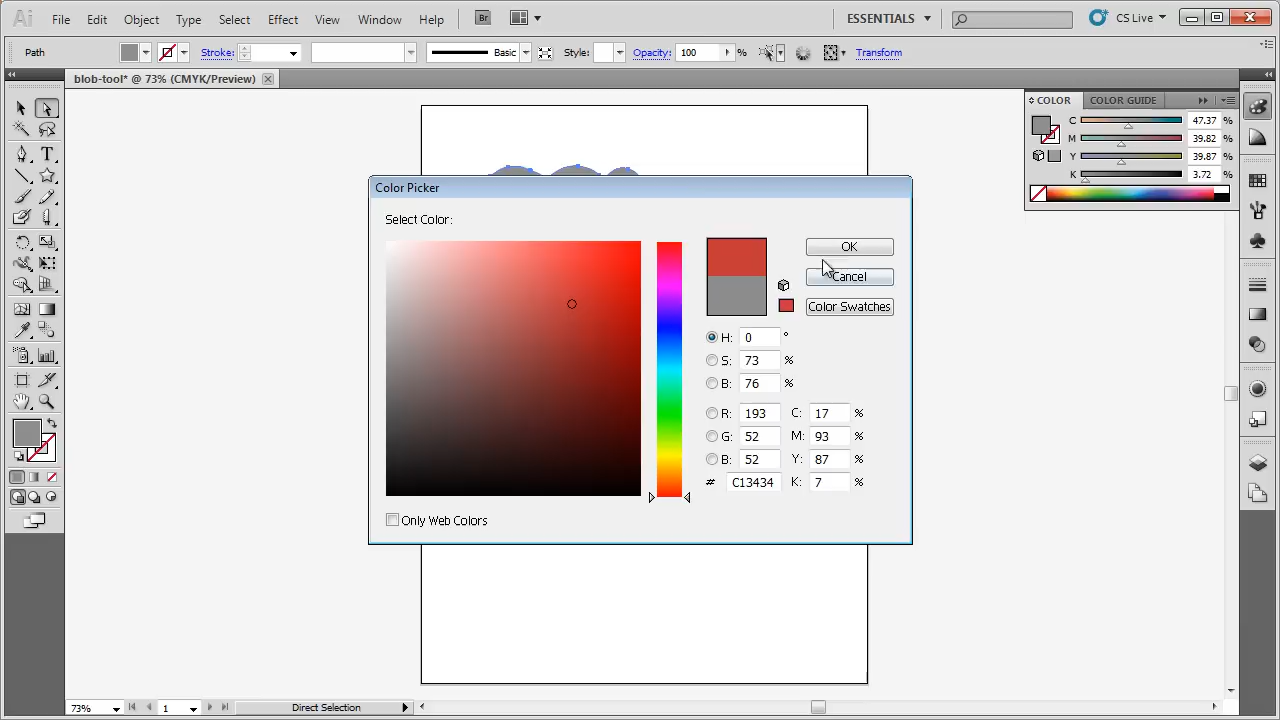 Ai File Edit Object Type Select Effect View Window Help Br ESSENTIALS CS Live
Path Stroke: Basic Style: Opacity: 100 % Transform
blob-tool* @ 73% (CMYK/Preview)
COLOR COLOR GUIDE
C 47.37 %
M 39.82 %
Y 39.87 %
K 3.72 %
Color Picker
Select Color:
OK
Cancel
Color Swatches
H: 0 °
S: 73 %
B: 76 %
R: 193 C: 17 %
G: 52 M: 93 %
B: 52 Y: 87 %
# C13434 K: 7 %
Only Web Colors
T
73% 1 Direct Selection